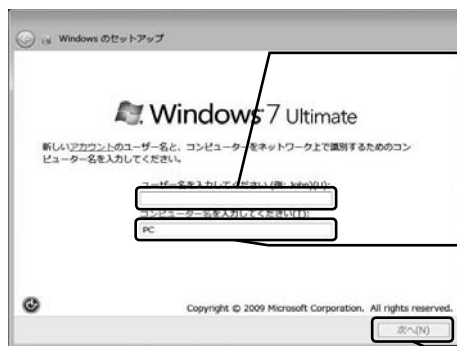 Windows のセットアップ
Windows 7 Ultimate
新しいアカウントのユーザー名と、コンピューターをネットワーク上で識別するためのコン
ピューター名を入力してください。
ユーザー名を入力してください (例: John)(U):
コンピューター名を入力してください(T):
PC
Copyright © 2009 Microsoft Corporation. All rights reserved.
次へ(N)